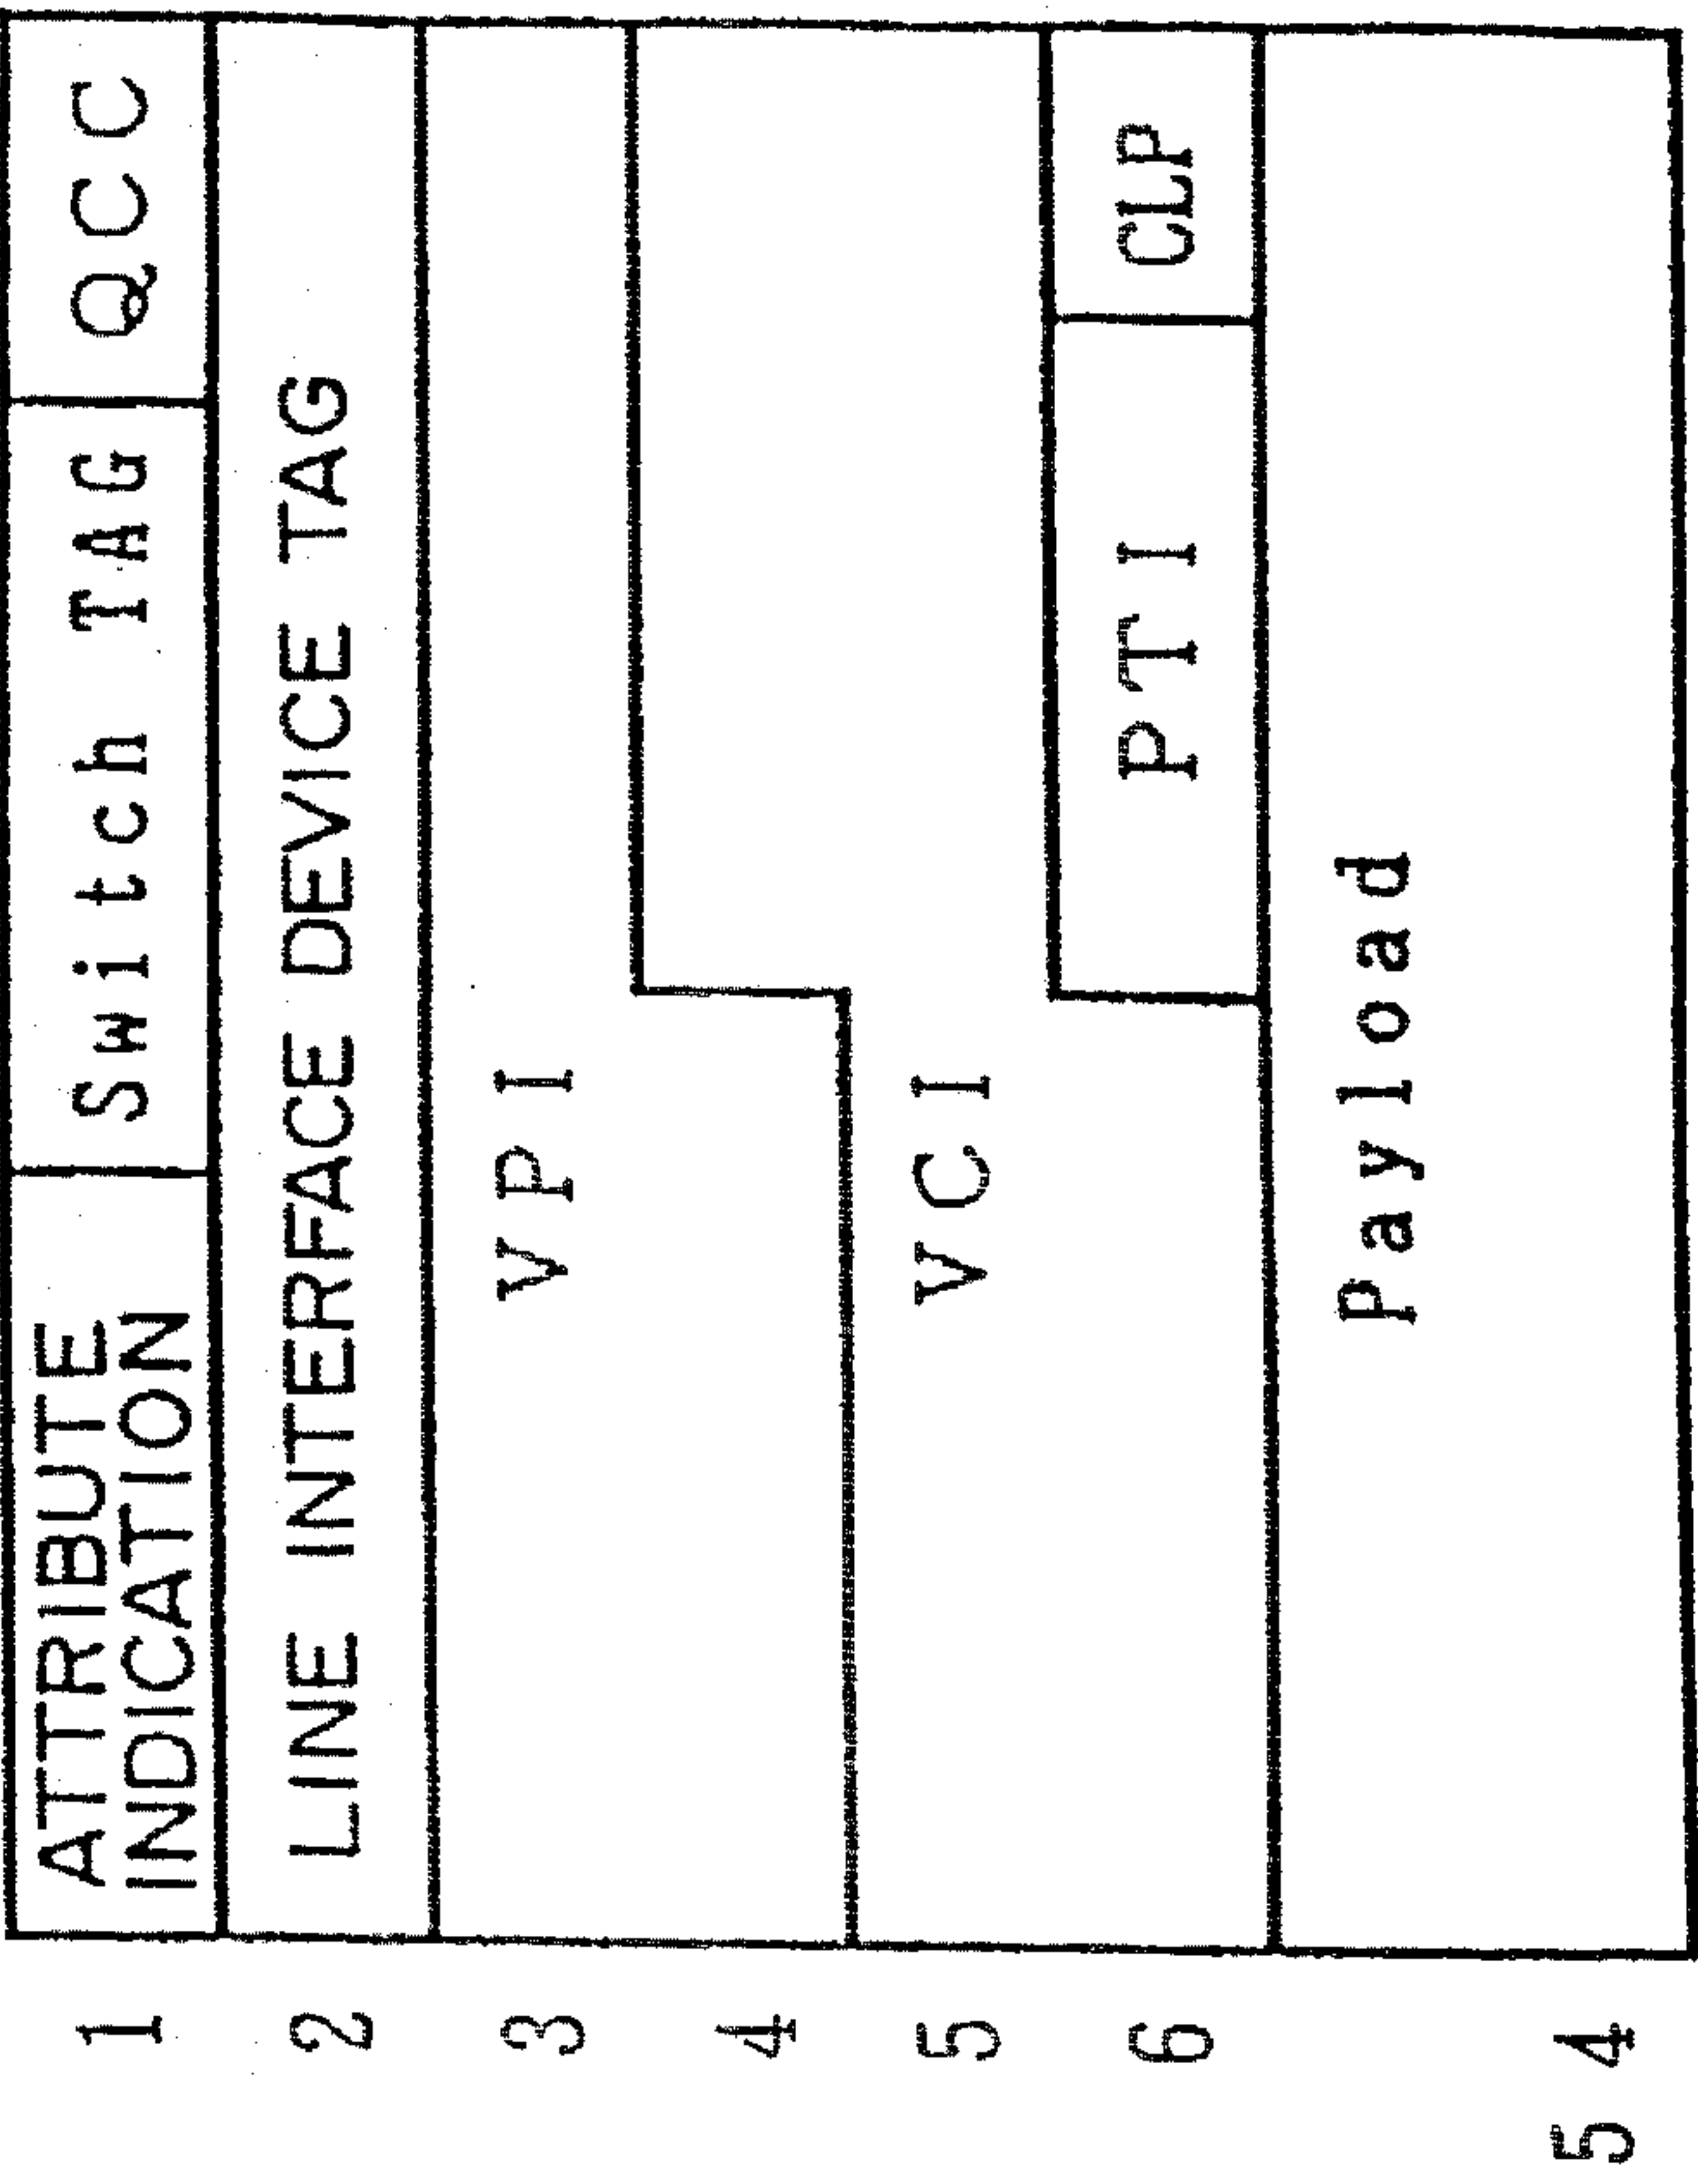 1 ATTRIBUTE INDICATION Switch TAG QCC
2 LINE INTERFACE DEVICE TAG
3 VPI
4
5 VCI
6 PTI CLP
Payload
54